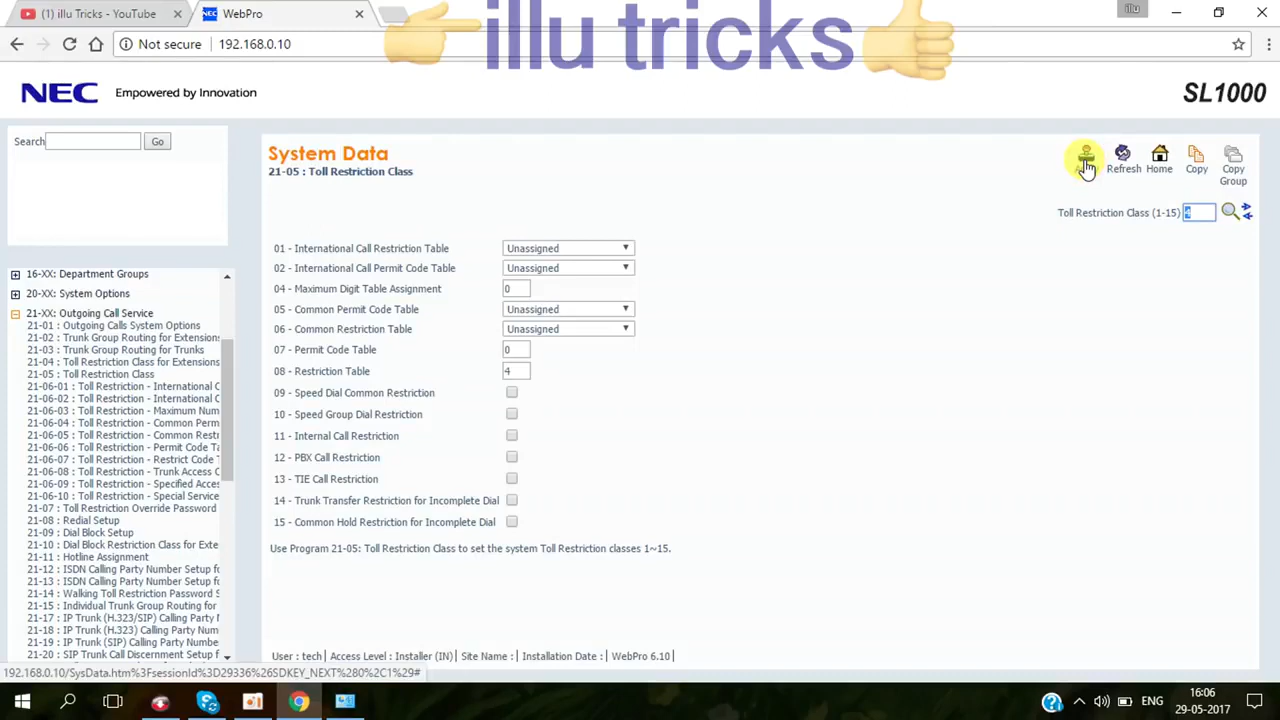 (1) illu Tricks - YouTube
WebPro
illu
Not secure
192.168.0.10
illu tricks
NEC
Empowered by Innovation
SL1000
Search
Go
System Data
21-05 : Toll Restriction Class
Refresh
Home
Copy
Copy Group
Toll Restriction Class (1-15)
16-XX: Department Groups
20-XX: System Options
21-XX: Outgoing Call Service
21-01 : Outgoing Calls System Options
21-02 : Trunk Group Routing for Extensions
21-03 : Trunk Group Routing for Trunks
21-04 : Toll Restriction Class for Extensions
21-05 : Toll Restriction Class
21-06-01 : Toll Restriction - International C
21-06-02 : Toll Restriction - International C
21-06-03 : Toll Restriction - Maximum Num
21-06-04 : Toll Restriction - Common Perm
21-06-05 : Toll Restriction - Common Restr
21-06-06 : Toll Restriction - Permit Code Ta
21-06-07 : Toll Restriction - Restrict Code T
21-06-08 : Toll Restriction - Trunk Access C
21-06-09 : Toll Restriction - Specified Acces
21-06-10 : Toll Restriction - Special Service
21-07 : Toll Restriction Override Password
21-08 : Redial Setup
21-09 : Dial Block Setup
21-10 : Dial Block Restriction Class for Exte
21-11 : Hotline Assignment
21-12 : ISDN Calling Party Number Setup fo
21-13 : ISDN Calling Party Number Setup fo
21-14 : Walking Toll Restriction Password S
21-15 : Individual Trunk Group Routing for
21-17 : IP Trunk (H.323/SIP) Calling Party N
21-18 : IP Trunk (H.323) Calling Party Num
21-19 : IP Trunk (SIP) Calling Party Numbe
21-20 : SIP Trunk Call Discernment Setup fo
01 - International Call Restriction Table Unassigned
02 - International Call Permit Code Table Unassigned
04 - Maximum Digit Table Assignment 0
05 - Common Permit Code Table Unassigned
06 - Common Restriction Table Unassigned
07 - Permit Code Table 0
08 - Restriction Table 4
09 - Speed Dial Common Restriction
10 - Speed Group Dial Restriction
11 - Internal Call Restriction
12 - PBX Call Restriction
13 - TIE Call Restriction
14 - Trunk Transfer Restriction for Incomplete Dial
15 - Common Hold Restriction for Incomplete Dial
Use Program 21-05: Toll Restriction Class to set the system Toll Restriction classes 1~15.
User : tech| Access Level : Installer (IN)| Site Name : | Installation Date : | WebPro 6.10|
192.168.0.10/SysData.htm%3FsessionId%3D29336%26SDKEY_NEXT%280%2C1%29#
ENG
16:06
29-05-2017